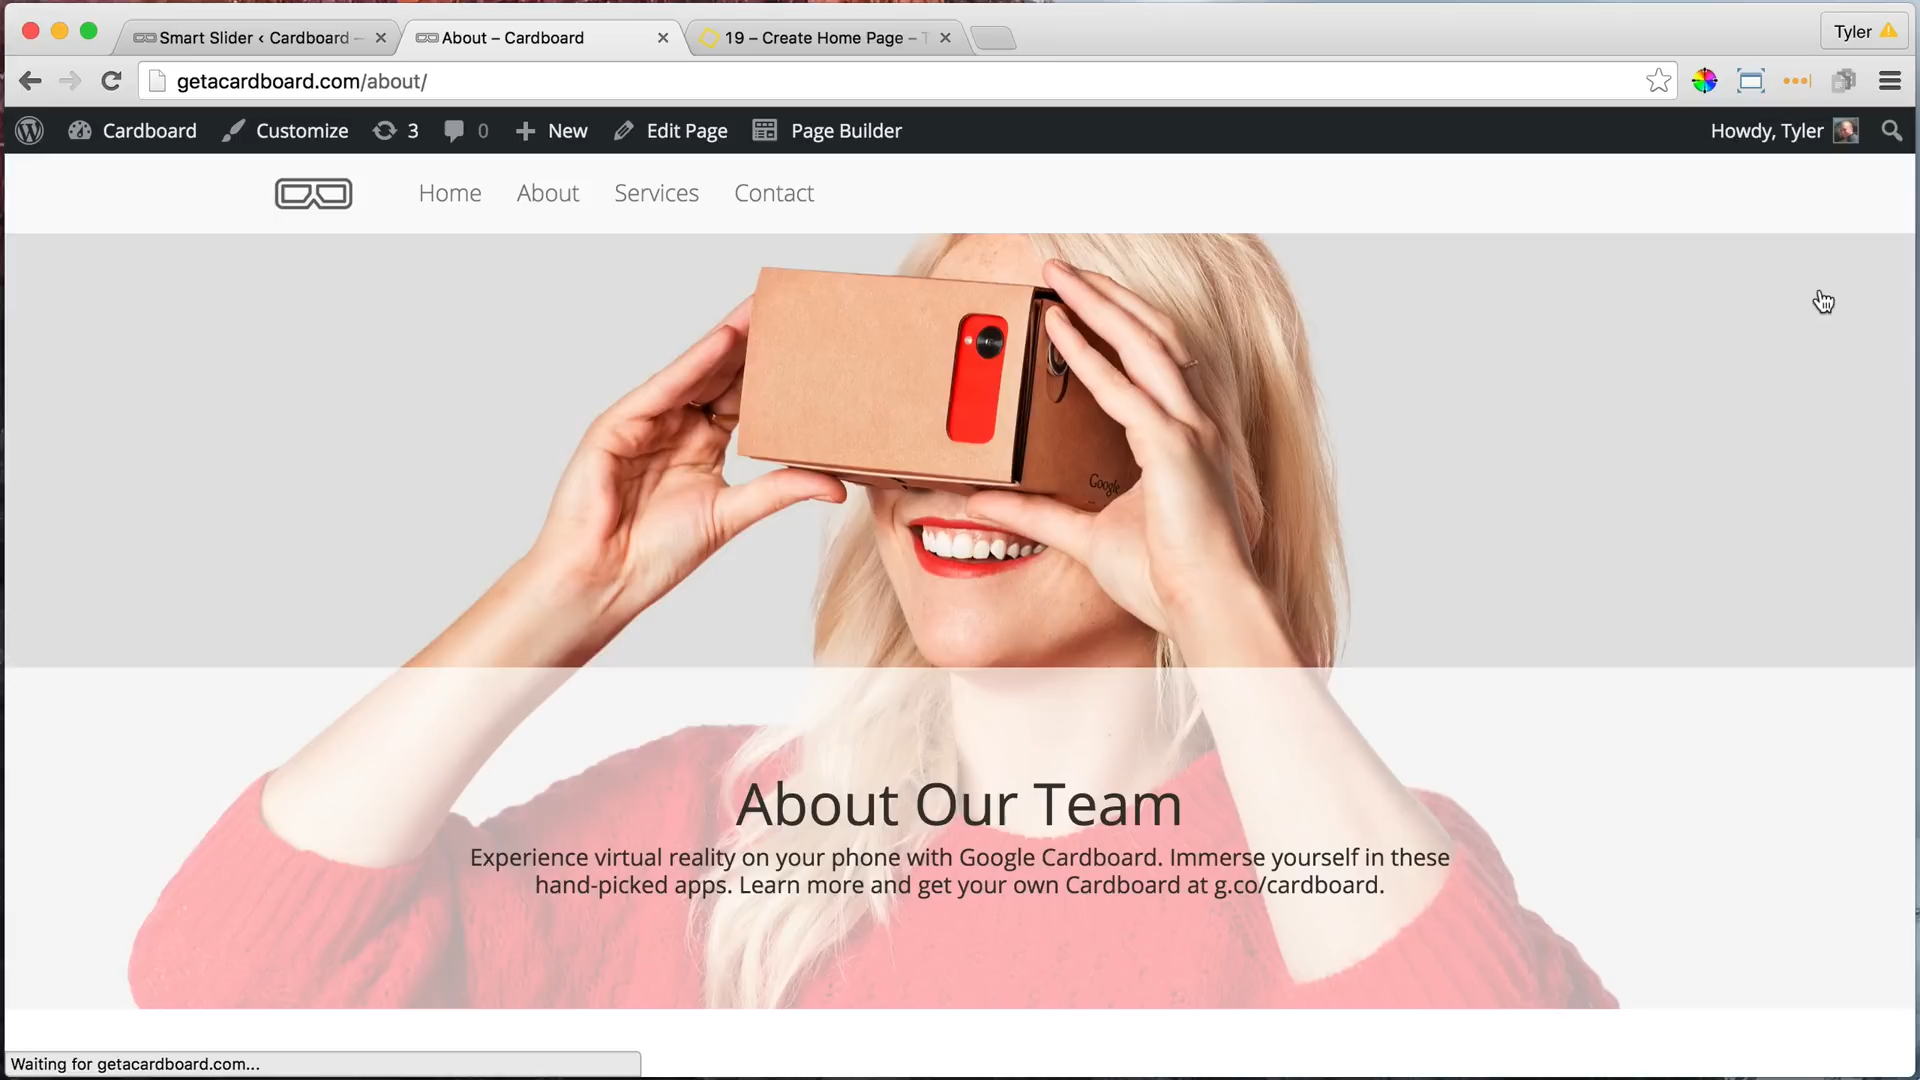 Smart Slider ‹ Cardboard –
About – Cardboard
19 – Create Home Page – T
Tyler
getacardboard.com/about/
Cardboard
Customize
3
0
New
Edit Page
Page Builder
Howdy, Tyler
Home
About
Services
Contact
Google
About Our Team
Experience virtual reality on your phone with Google Cardboard. Immerse yourself in these
hand-picked apps. Learn more and get your own Cardboard at g.co/cardboard.
Waiting for getacardboard.com...